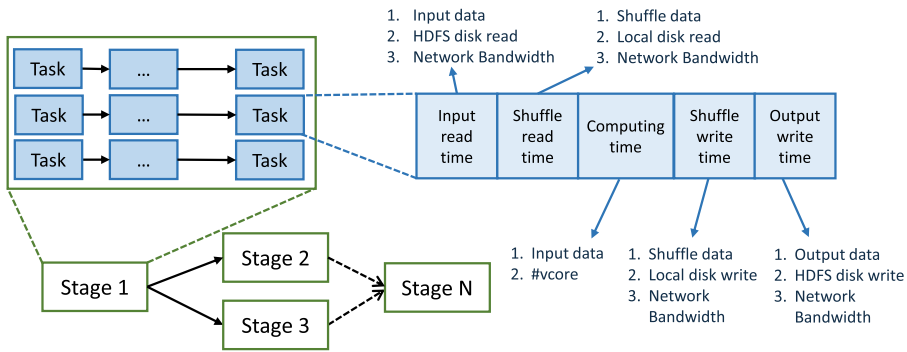 1. Input data
2. HDFS disk read
3. Network Bandwidth
1. Shuffle data
2. Local disk read
3. Network Bandwidth
Task ... Task
Task ... Task
Task ... Task
Input read time
Shuffle read time
Computing time
Shuffle write time
Output write time
1. Input data
2. #vcore
1. Shuffle data
2. Local disk write
3. Network
Bandwidth
1. Output data
2. HDFS disk write
3. Network
Bandwidth
Stage 1
Stage 2
Stage 3
Stage N